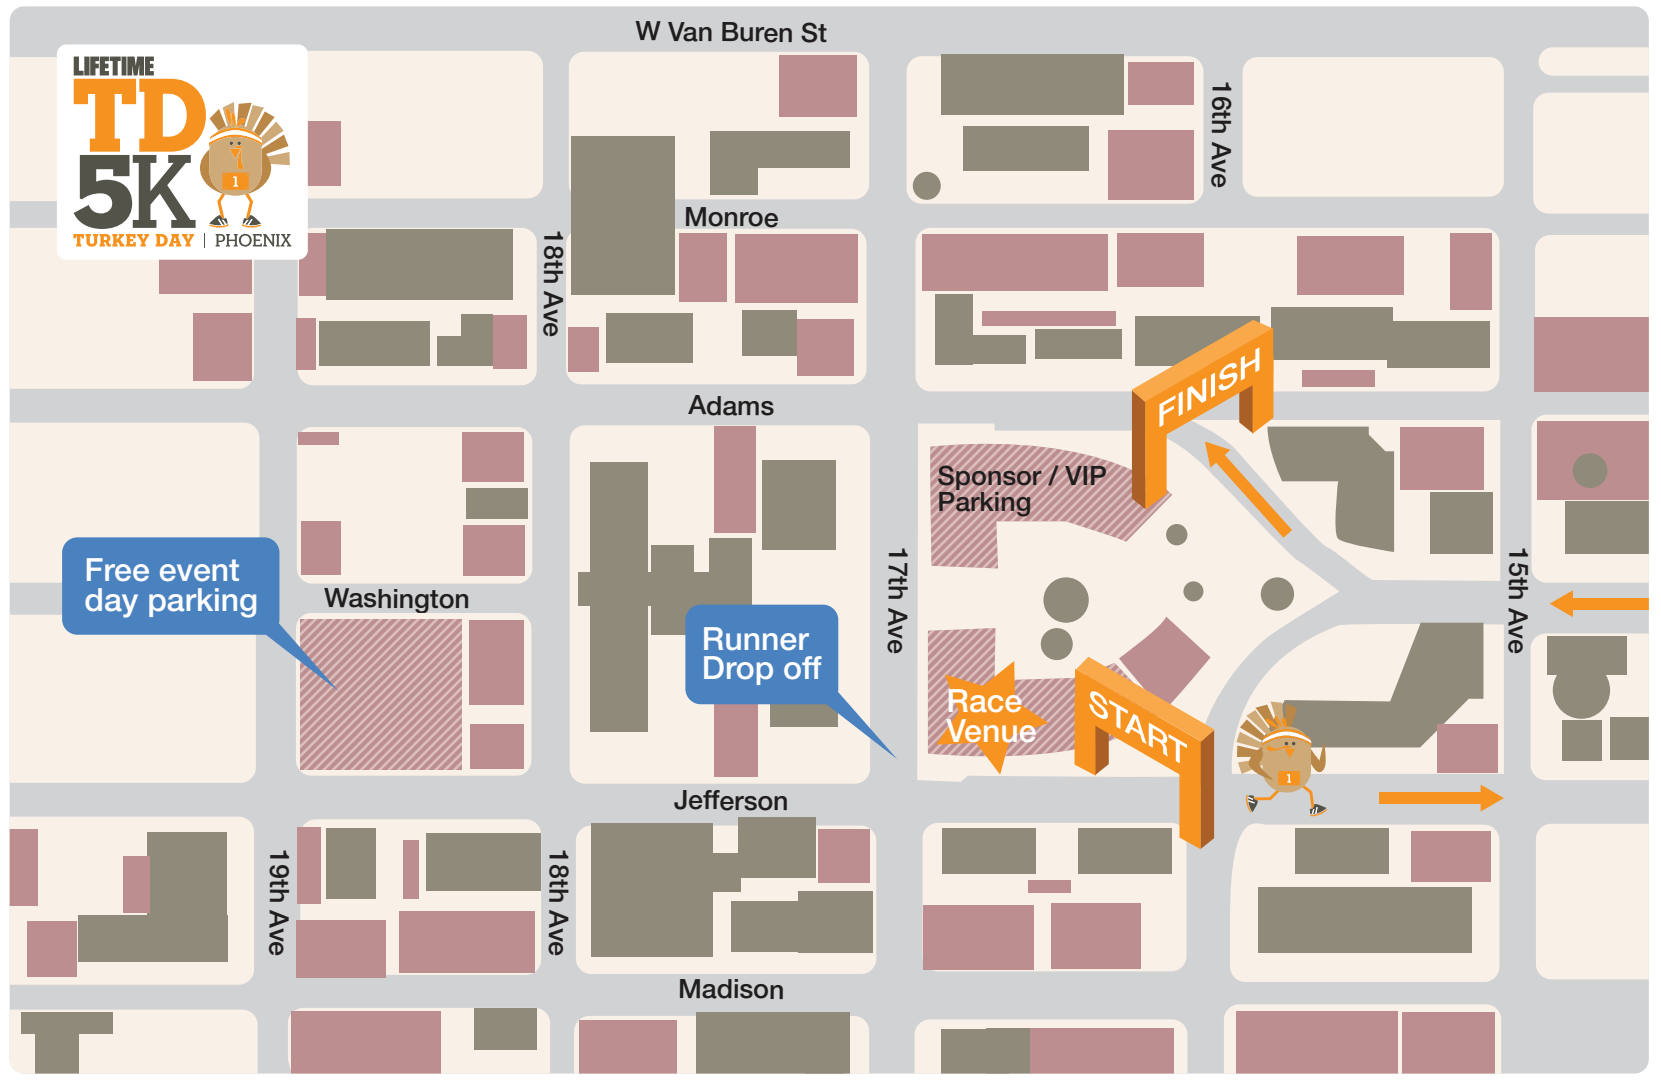 W Van Buren St
LIFETIME
TD
5K
1
TURKEY DAY | PHOENIX
16th Ave
Monroe
18th Ave
FINISH
Adams
Sponsor / VIP
Parking
Free event
day parking
Washington
17th Ave
15th Ave
Runner
Drop off
Race
Venue
START
1
Jefferson
19th Ave
18th Ave
Madison